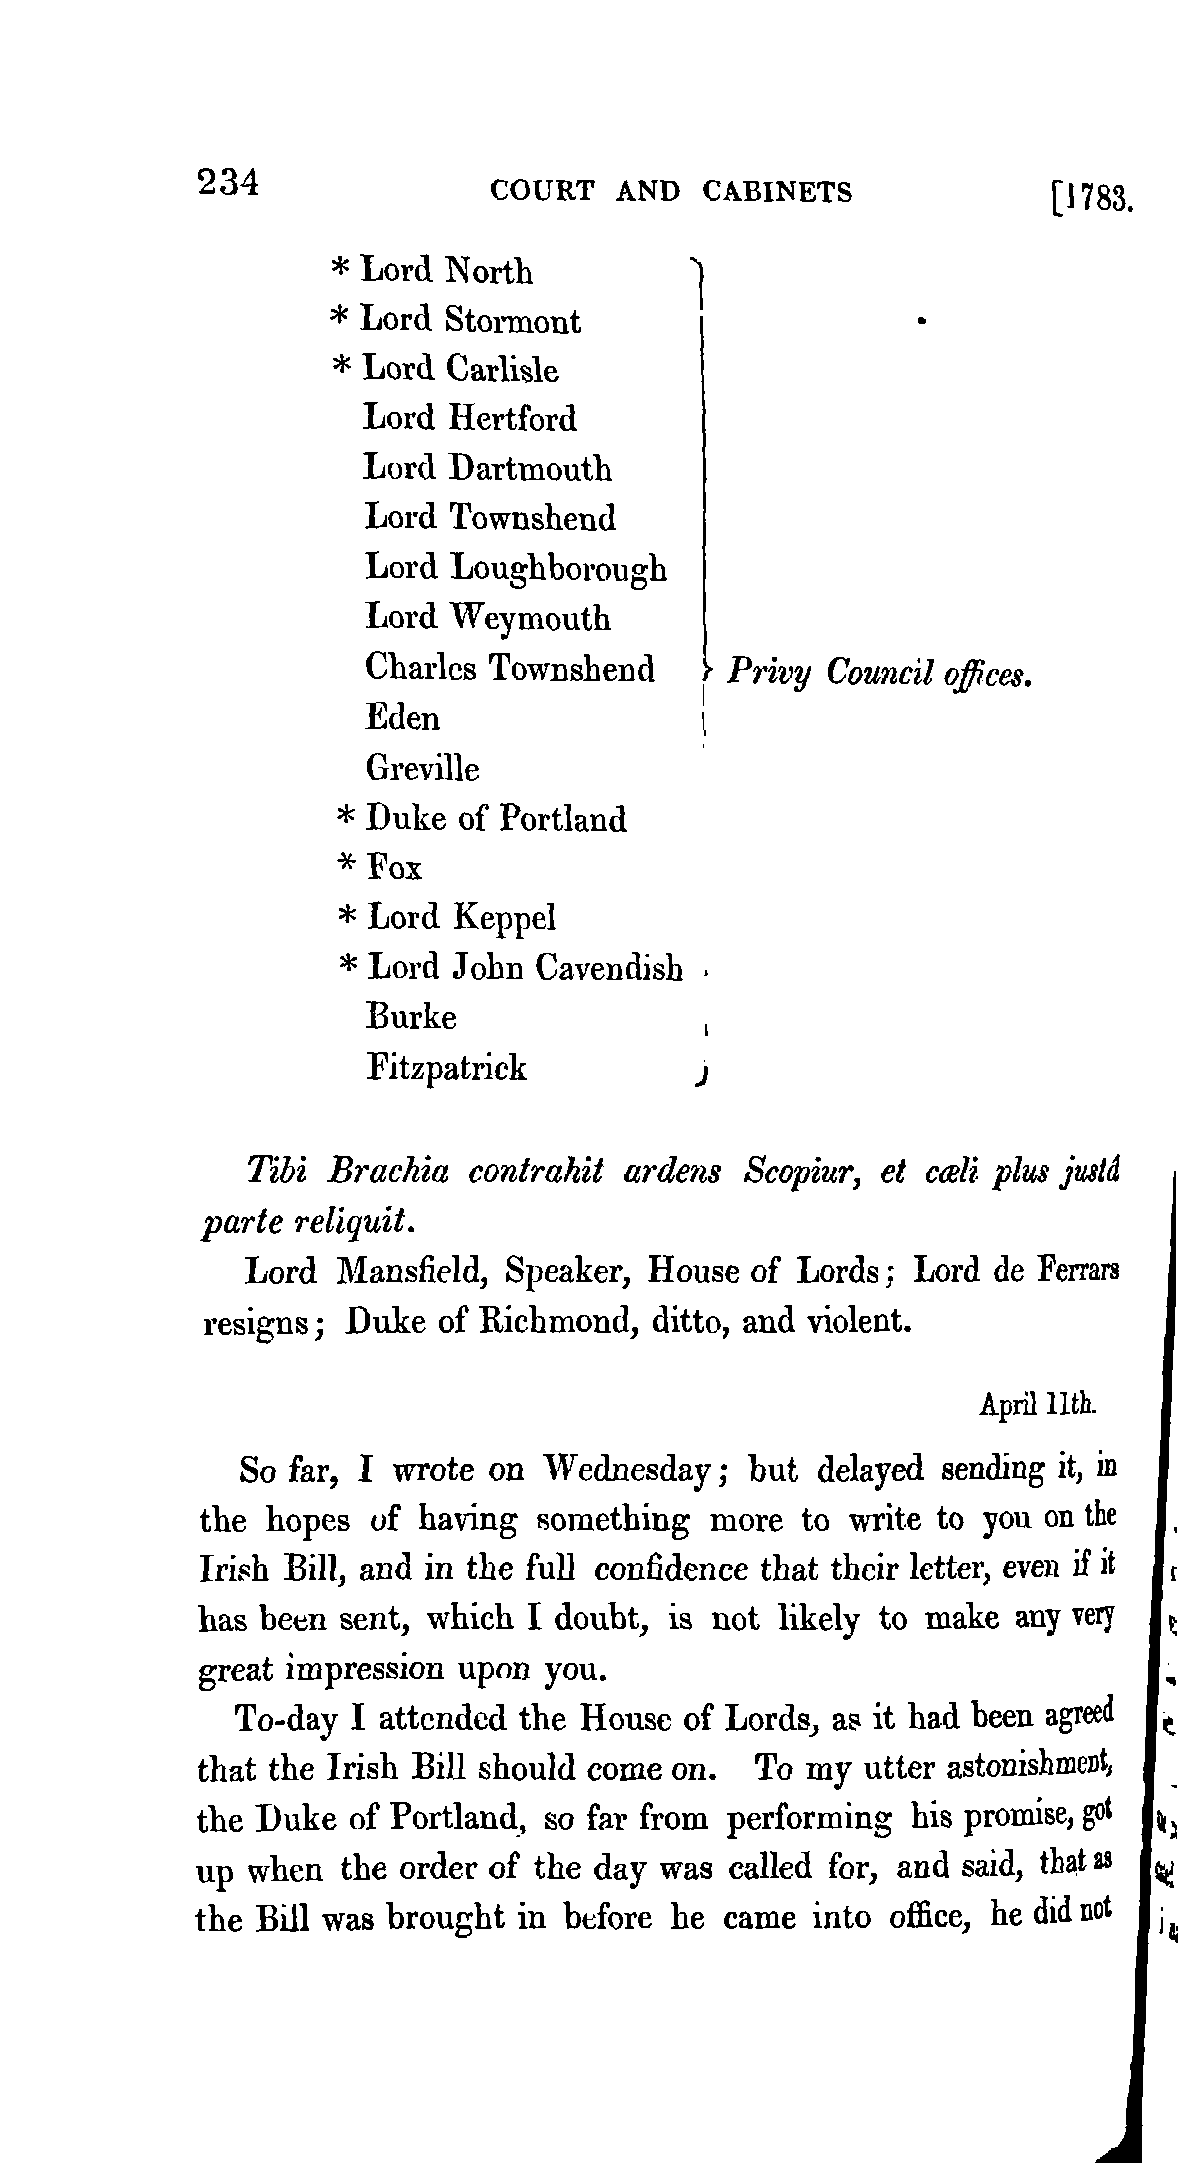 234 COURT AND CABINETS [1783.
* Lord North
* Lord Stormont
* Lord Carlisle
Lord Hertford
Lord Dartmouth
Lord Townshend
Lord Loughborough
Lord Weymouth
Charles Townshend } Privy Council offices.
Eden
Greville
* Duke of Portland
* Fox
* Lord Keppel
* Lord John Cavendish
Burke
Fitzpatrick
Tibi Brachia contrahit ardens Scopiur, et cœli plus justâ
parte reliquit.
Lord Mansfield, Speaker, House of Lords; Lord de Ferrars
resigns; Duke of Richmond, ditto, and violent.
April 11th.
So far, I wrote on Wednesday; but delayed sending it, in
the hopes of having something more to write to you on the
Irish Bill, and in the full confidence that their letter, even if it
has been sent, which I doubt, is not likely to make any very
great impression upon you.
To-day I attended the House of Lords, as it had been agreed
that the Irish Bill should come on. To my utter astonishment,
the Duke of Portland, so far from performing his promise, got
up when the order of the day was called for, and said, that as
the Bill was brought in before he came into office, he did not